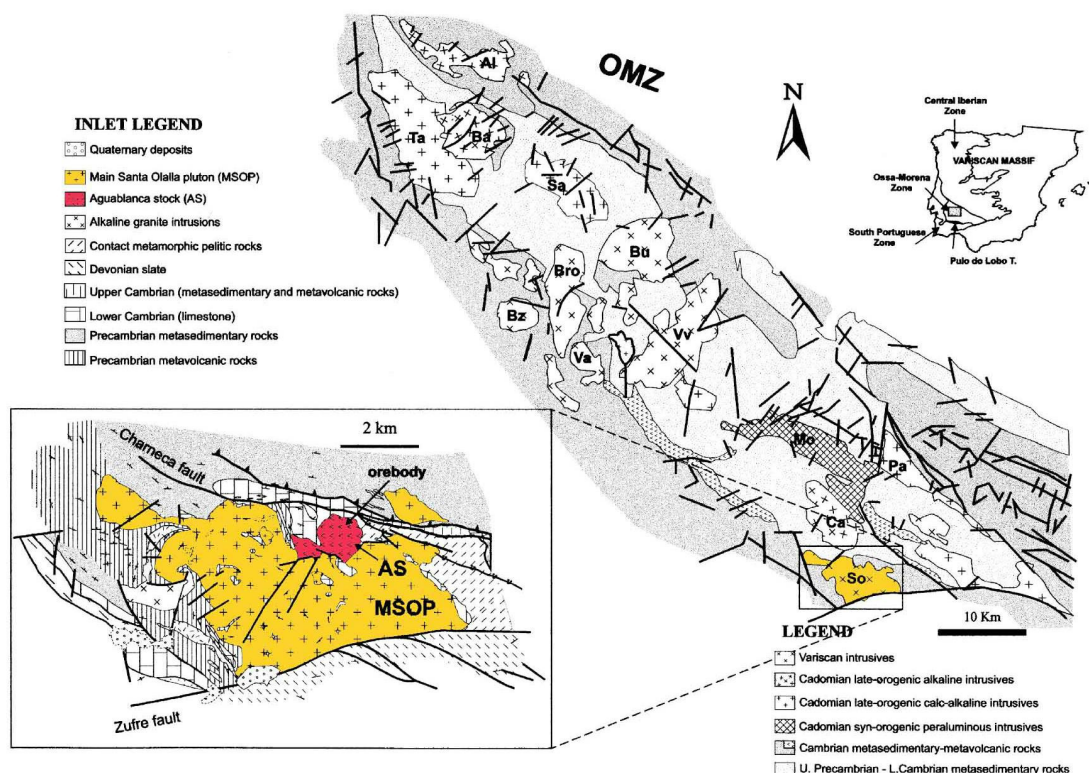 OMZ
N
Al
Ta
Ba
Sa
Bu
Bro
Bz
Vv
Va
Mo
Pa
Ca
So
Central Iberian
Zone
VARISCAN MASSIF
Ossa-Morena
Zone
South Portuguese
Zone
Pulo do Lobo T.
INLET LEGEND
Quaternary deposits
Main Santa Olalla pluton (MSOP)
Aguablanca stock (AS)
Alkaline granite intrusions
Contact metamorphic pelitic rocks
Devonian slate
Upper Cambrian (metasedimentary and metavolcanic rocks)
Lower Cambrian (limestone)
Precambrian metasedimentary rocks
Precambrian metavolcanic rocks
2 km
Charneca fault
orebody
AS
MSOP
Zufre fault
10 Km
LEGEND
Variscan intrusives
Cadomian late-orogenic alkaline intrusives
Cadomian late-orogenic calc-alkaline intrusives
Cadomian syn-orogenic peraluminous intrusives
Cambrian metasedimentary-metavolcanic rocks
U. Precambrian - L.Cambrian metasedimentary rocks